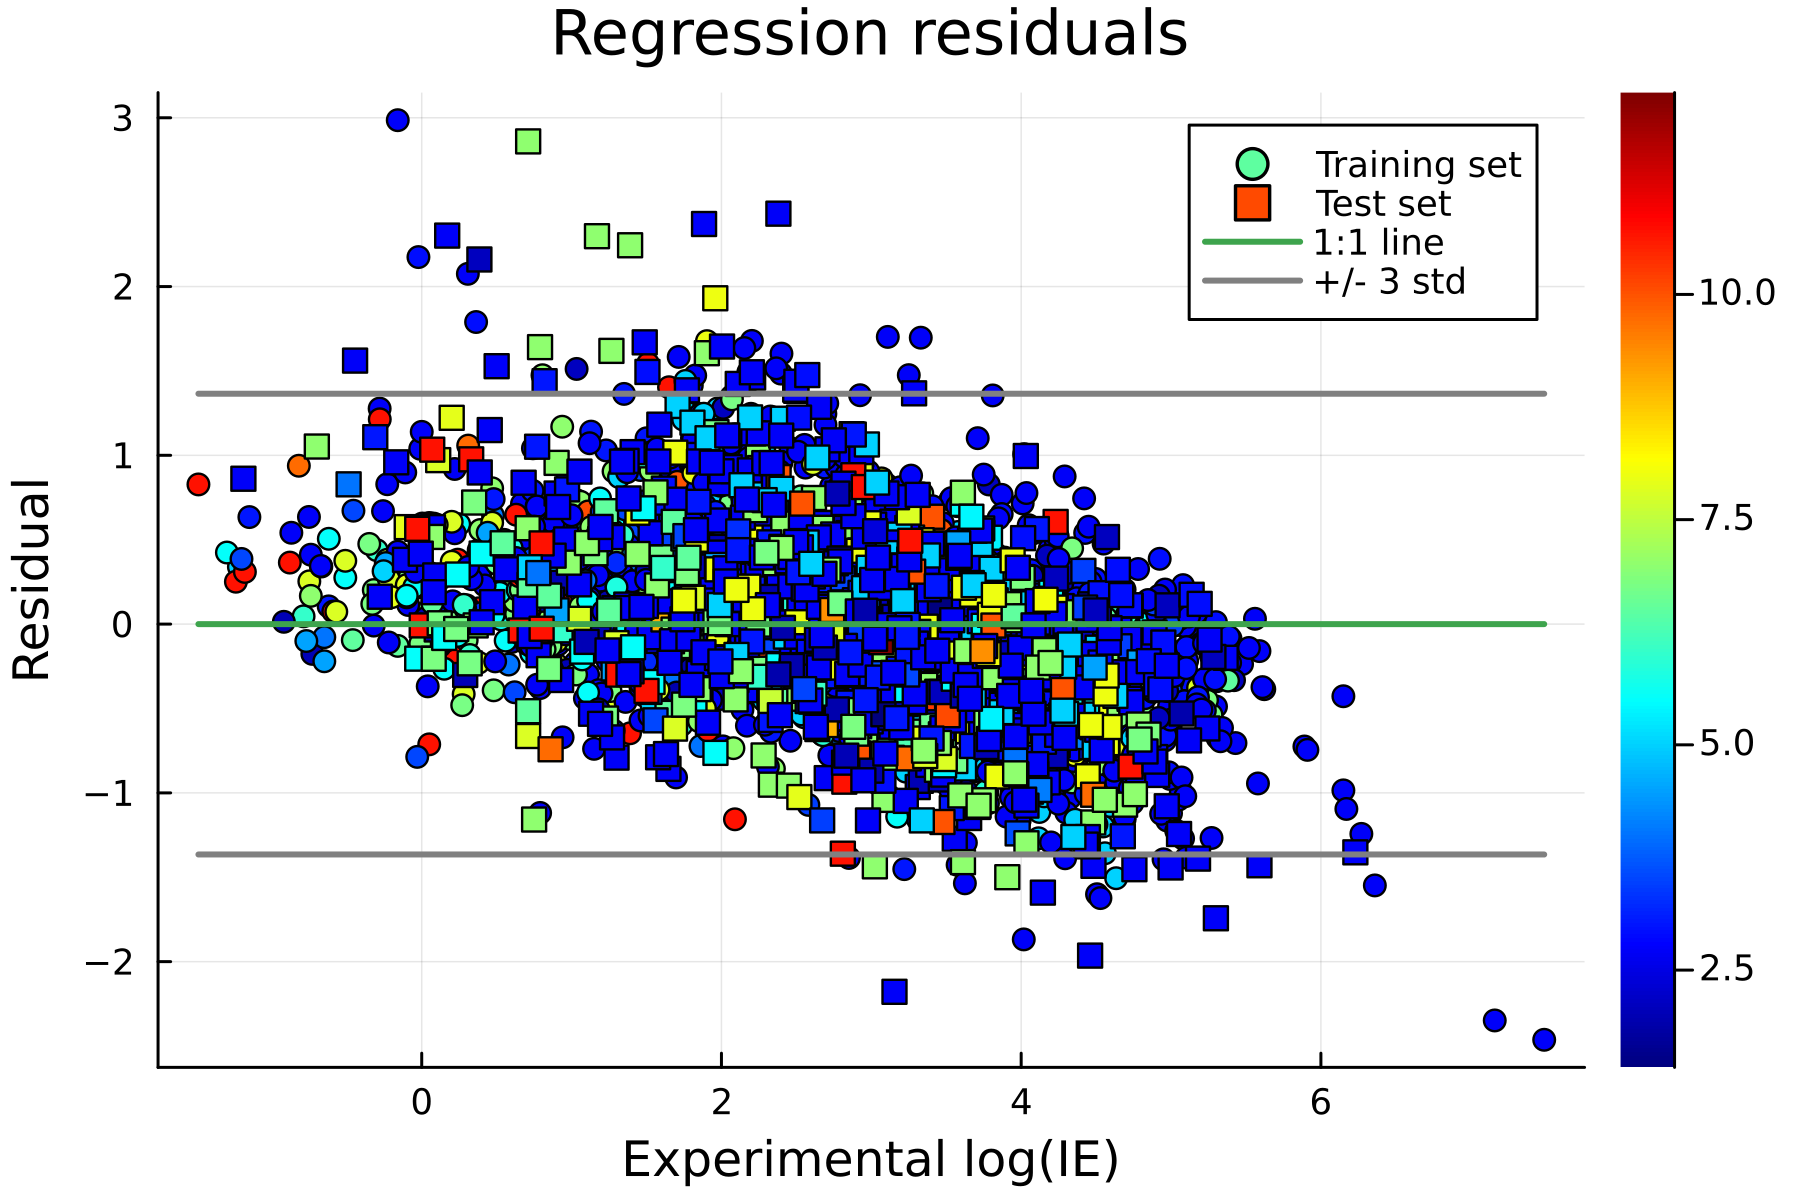 Regression residuals
3
2
1
0
−1
−2
Residual
0
2
4
6
Experimental log(IE)
Training set
Test set
1:1 line
+/- 3 std
10.0
7.5
5.0
2.5